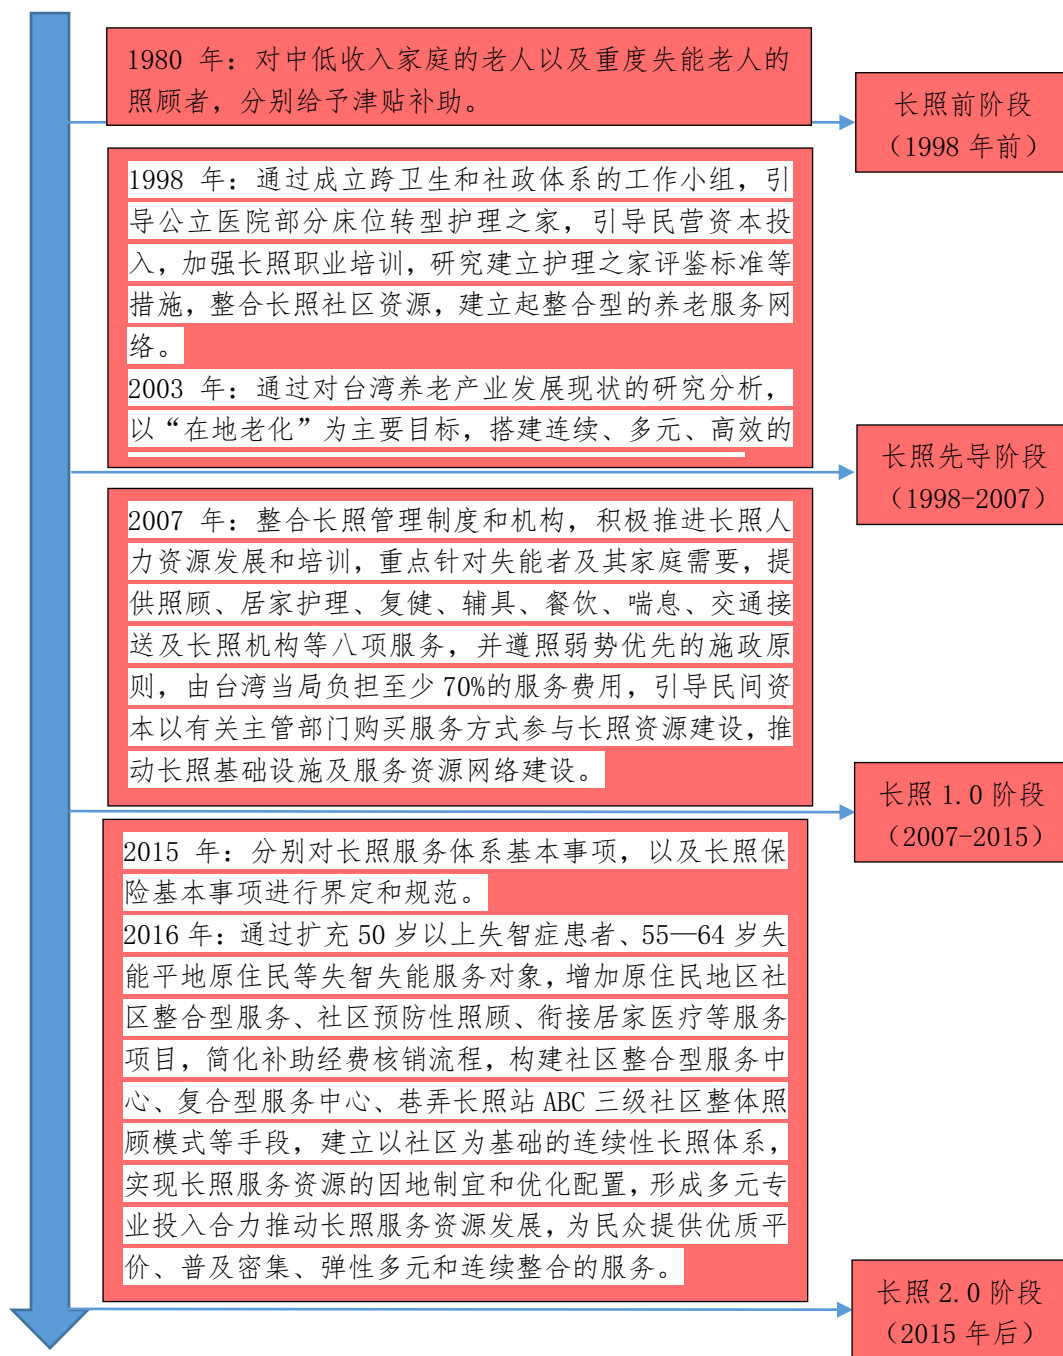 1980 年：对中低收入家庭的老人以及重度失能老人的
照顾者，分别给予津贴补助。
长照前阶段
（1998 年前）
1998 年：通过成立跨卫生和社政体系的工作小组，引
导公立医院部分床位转型护理之家，引导民营资本投
入，加强长照职业培训，研究建立护理之家评鉴标准等
措施，整合长照社区资源，建立起整合型的养老服务网
络。
2003 年：通过对台湾养老产业发展现状的研究分析，
以“在地老化”为主要目标，搭建连续、多元、高效的
长照先导阶段
（1998-2007）
2007 年：整合长照管理制度和机构，积极推进长照人
力资源发展和培训，重点针对失能者及其家庭需要，提
供照顾、居家护理、复健、辅具、餐饮、喘息、交通接
送及长照机构等八项服务，并遵照弱势优先的施政原
则，由台湾当局负担至少 70%的服务费用，引导民间资
本以有关主管部门购买服务方式参与长照资源建设，推
动长照基础设施及服务资源网络建设。
长照 1.0 阶段
（2007-2015）
2015 年：分别对长照服务体系基本事项，以及长照保
险基本事项进行界定和规范。
2016 年：通过扩充 50 岁以上失智症患者、55—64 岁失
能平地原住民等失智失能服务对象，增加原住民地区社
区整合型服务、社区预防性照顾、衔接居家医疗等服务
项目，简化补助经费核销流程，构建社区整合型服务中
心、复合型服务中心、巷弄长照站 ABC 三级社区整体照
顾模式等手段，建立以社区为基础的连续性长照体系，
实现长照服务资源的因地制宜和优化配置，形成多元专
业投入合力推动长照服务资源发展，为民众提供优质平
价、普及密集、弹性多元和连续整合的服务。
长照 2.0 阶段
（2015 年后）